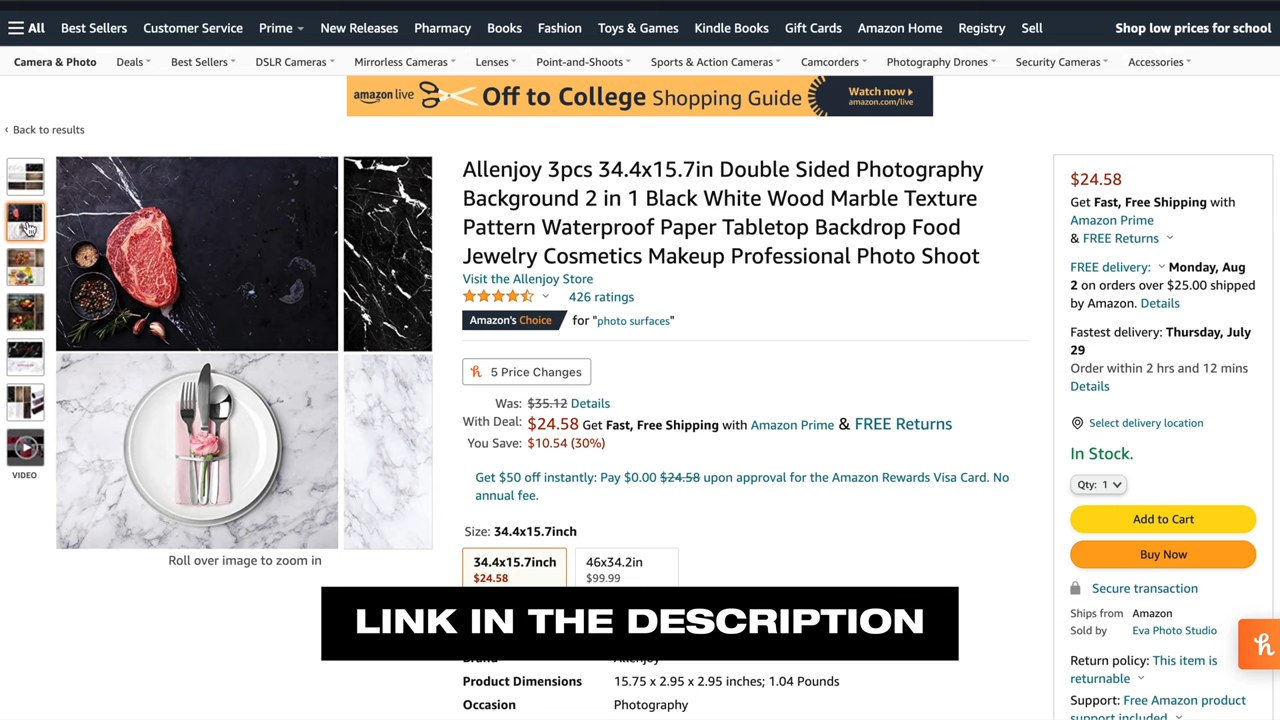 All Best Sellers Customer Service Prime New Releases Pharmacy Books Fashion Toys & Games Kindle Books Gift Cards Amazon Home Registry Sell Shop low prices for school
Camera & Photo Deals Best Sellers DSLR Cameras Mirrorless Cameras Lenses Point-and-Shoots Sports & Action Cameras Camcorders Photography Drones Security Cameras Accessories
amazon live Off to College Shopping Guide Watch now
amazon.com/live
‹ Back to results
Allenjoy 3pcs 34.4x15.7in Double Sided Photography
Background 2 in 1 Black White Wood Marble Texture
Pattern Waterproof Paper Tabletop Backdrop Food
Jewelry Cosmetics Makeup Professional Photo Shoot
Visit the Allenjoy Store
426 ratings
Amazon's Choice for "photo surfaces"
5 Price Changes
Was: $35.12 Details
With Deal: $24.58 Get Fast, Free Shipping with Amazon Prime & FREE Returns
You Save: $10.54 (30%)
Get $50 off instantly: Pay $0.00 $24.58 upon approval for the Amazon Rewards Visa Card. No
annual fee.
Size: 34.4x15.7inch
34.4x15.7inch
$24.58
46x34.2in
$99.99
VIDEO
Roll over image to zoom in
LINK IN THE DESCRIPTION
Brand Allenjoy
Product Dimensions 15.75 x 2.95 x 2.95 inches; 1.04 Pounds
Occasion Photography
$24.58
Get Fast, Free Shipping with
Amazon Prime
& FREE Returns
FREE delivery: Monday, Aug
2 on orders over $25.00 shipped
by Amazon. Details
Fastest delivery: Thursday, July
29
Order within 2 hrs and 12 mins
Details
Select delivery location
In Stock.
Qty: 1
Add to Cart
Buy Now
Secure transaction
Ships from Amazon
Sold by Eva Photo Studio
Return policy: This item is
returnable
Support: Free Amazon product
support included